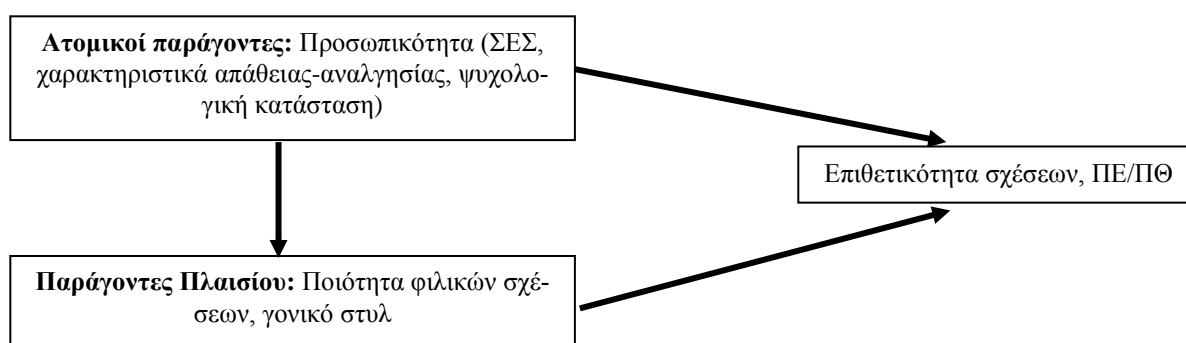 Ατομικοί παράγοντες: Προσωπικότητα (ΣΕΣ,
χαρακτηριστικά απάθειας-αναλγησίας, ψυχολο-
γική κατάσταση)
Επιθετικότητα σχέσεων, ΠΕ/ΠΘ
Παράγοντες Πλαισίου: Ποιότητα φιλικών σχέ-
σεων, γονικό στυλ